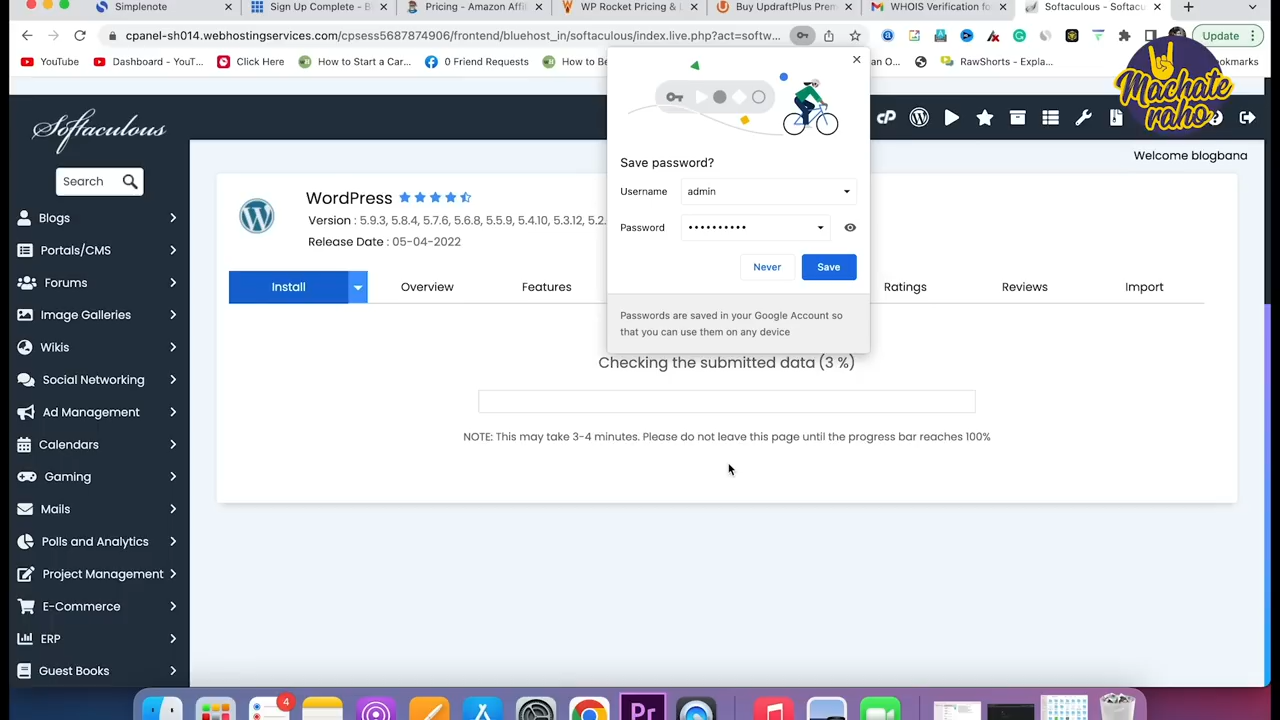 Simplenote
Sign Up Complete - B
Pricing - Amazon Affil
WP Rocket Pricing &
Buy UpdraftPlus Prem
WHOIS Verification fo
Softaculous - Softacu
cpanel-sh014.webhostingservices.com/cpsess5687874906/frontend/bluehost_in/softaculous/index.live.php?act=softw...
Update
YouTube
Dashboard - YouT...
Click Here
How to Start a Car...
0 Friend Requests
How to Be
an O...
RawShorts - Expla...
okmarks
Machate
raho
Softaculous
Welcome blogbana
Search
Blogs
Portals/CMS
Forums
Image Galleries
Wikis
Social Networking
Ad Management
Calendars
Gaming
Mails
Polls and Analytics
Project Management
E-Commerce
ERP
Guest Books
WordPress
Version : 5.9.3, 5.8.4, 5.7.6, 5.6.8, 5.5.9, 5.4.10, 5.3.12, 5.2.
Release Date : 05-04-2022
Install
Overview
Features
Ratings
Reviews
Import
Save password?
Username
admin
Password
••••••••••
Never
Save
Passwords are saved in your Google Account so
that you can use them on any device
Checking the submitted data (3 %)
NOTE: This may take 3-4 minutes. Please do not leave this page until the progress bar reaches 100%
4
Pr